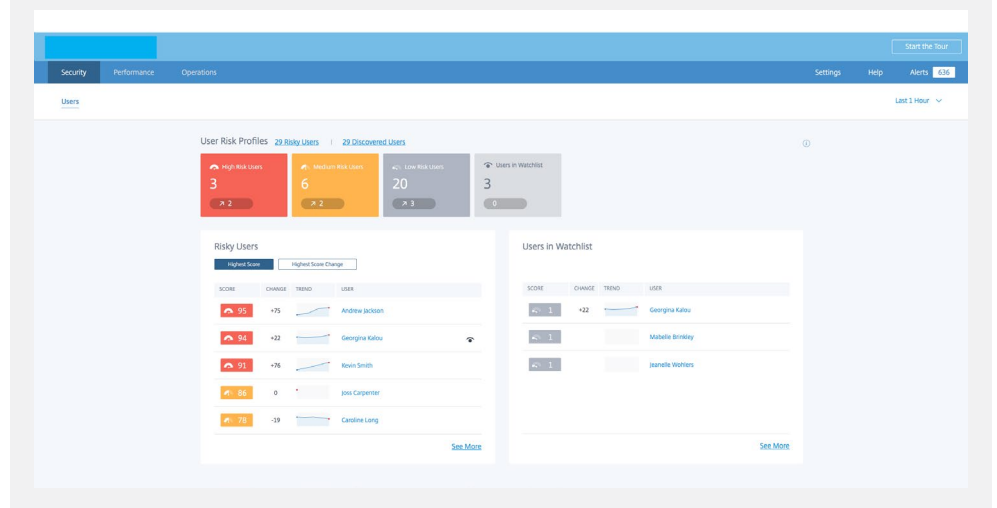 Start the Tour
Security Performance Operations Settings Help Alerts 636
Users Last 1 Hour
User Risk Profiles 29 Risky Users | 29 Discovered Users
High Risk Users Medium Risk Users Low Risk Users Users in Watchlist
3 6 20 3
2 2 3 0
Risky Users
Highest Score Highest Score Change
SCORE CHANGE TREND USER
95 +75 Andrew Jackson
94 +22 Georgina Kalou
91 +76 Kevin Smith
86 0 Joss Carpenter
78 -19 Caroline Long
See More
Users in Watchlist
SCORE CHANGE TREND USER
1 +22 Georgina Kalou
1 Mabelle Brinkley
1 Jeanelle Wohlers
See More